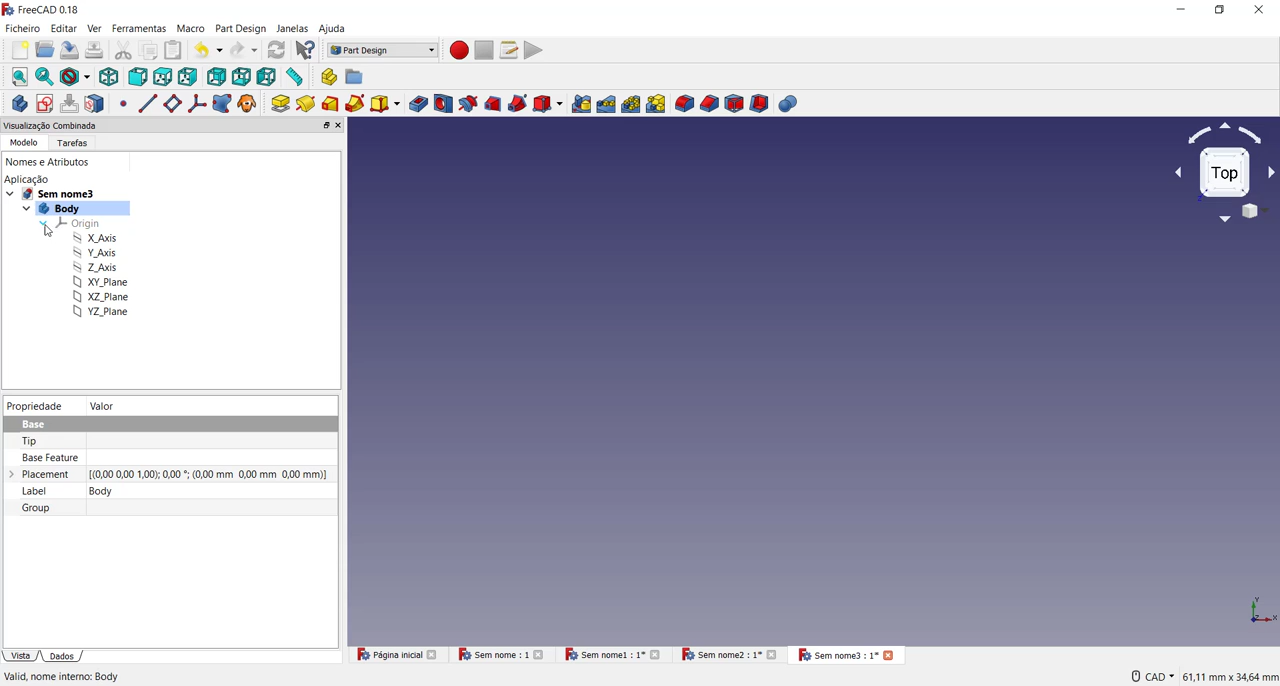 FreeCAD 0.18
Ficheiro Editar Ver Ferramentas Macro Part Design Janelas Ajuda
Part Design
Visualização Combinada
Modelo Tarefas
Nomes e Atributos
Aplicação
Sem nome3
Body
Origin
X_Axis
Y_Axis
Z_Axis
XY_Plane
XZ_Plane
YZ_Plane
Top
Z
Propriedade Valor
Base
Tip
Base Feature
Placement [(0,00 0,00 1,00); 0,00 °; (0,00 mm 0,00 mm 0,00 mm)]
Label Body
Group
Y
Z X
Vista Dados
Página inicial Sem nome : 1 Sem nome1 : 1* Sem nome2 : 1* Sem nome3 : 1*
Valid, nome interno: Body CAD 61,11 mm x 34,64 mm